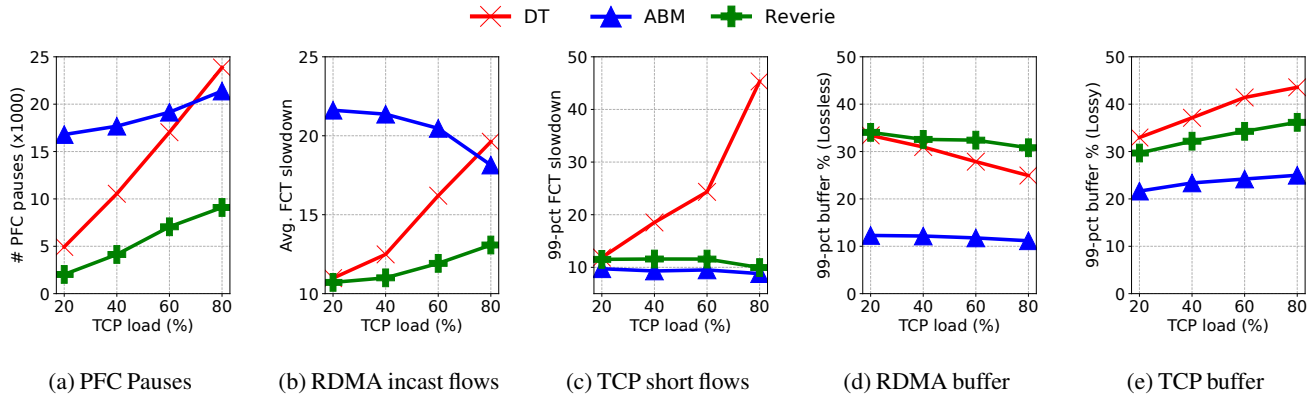 DT ABM Reverie
# PFC pauses (x1000)
25
20
15
10
5
0
20 40 60 80
TCP load (%)
(a) PFC Pauses
Avg. FCT slowdown
25
20
15
10
20 40 60 80
TCP load (%)
(b) RDMA incast flows
99-pct FCT slowdown
50
40
30
20
10
20 40 60 80
TCP load (%)
(c) TCP short flows
99-pct buffer % (Lossless)
50
40
30
20
10
0
20 40 60 80
TCP load (%)
(d) RDMA buffer
99-pct buffer % (Lossy)
50
40
30
20
10
0
20 40 60 80
TCP load (%)
(e) TCP buffer